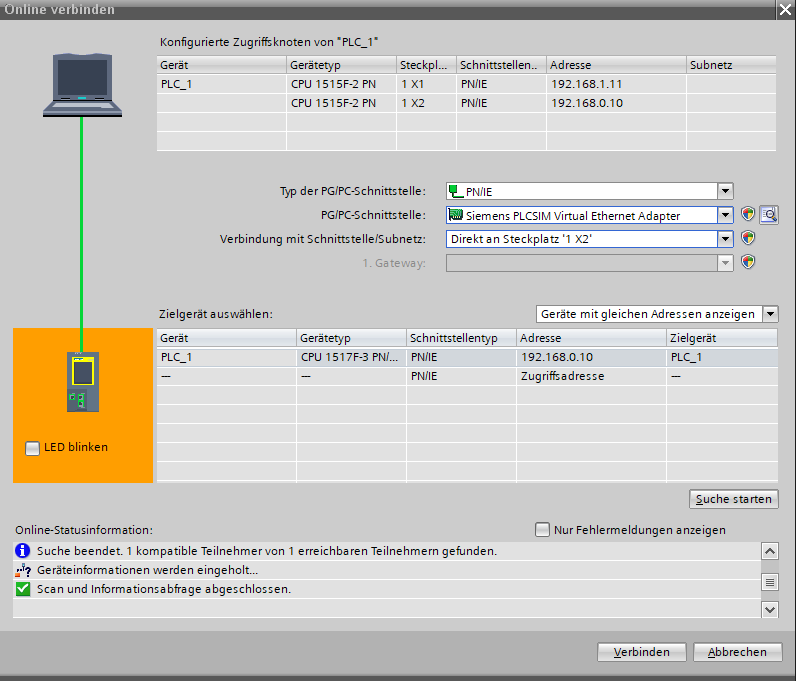 Online verbinden
Konfigurierte Zugriffsknoten von "PLC_1"
Gerät Gerätetyp Steckpl... Schnittstellen.. Adresse Subnetz
PLC_1 CPU 1515F-2 PN 1 X1 PN/IE 192.168.1.11
CPU 1515F-2 PN 1 X2 PN/IE 192.168.0.10
Typ der PG/PC-Schnittstelle: PN/IE
PG/PC-Schnittstelle: Siemens PLCSIM Virtual Ethernet Adapter
Verbindung mit Schnittstelle/Subnetz: Direkt an Steckplatz '1 X2'
1. Gateway:
Zielgerät auswählen: Geräte mit gleichen Adressen anzeigen
Gerät Gerätetyp Schnittstellentyp Adresse Zielgerät
PLC_1 CPU 1517F-3 PN/... PN/IE 192.168.0.10 PLC_1
--- --- PN/IE Zugriffsadresse ---
LED blinken
Suche starten
Online-Statusinformation: Nur Fehlermeldungen anzeigen
Suche beendet. 1 kompatible Teilnehmer von 1 erreichbaren Teilnehmern gefunden.
Geräteinformationen werden eingeholt...
Scan und Informationsabfrage abgeschlossen.
Verbinden Abbrechen